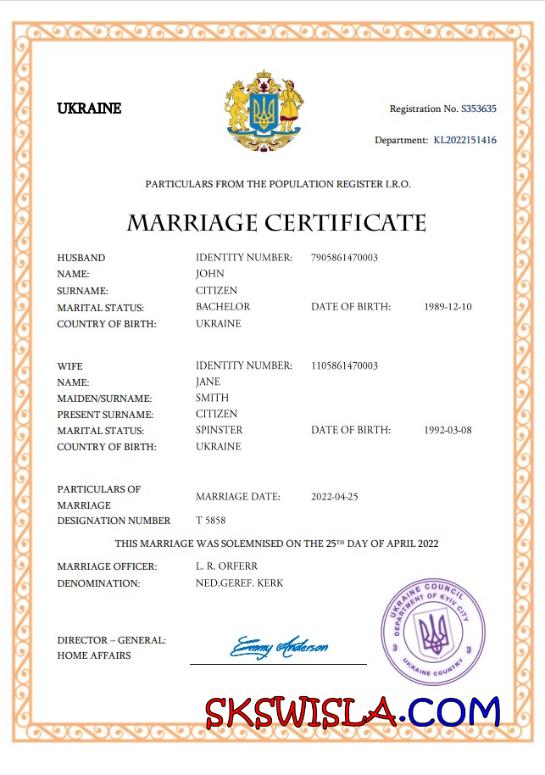 UKRAINE
Registration No. S353635
Department: KL2022151416
PARTICULARS FROM THE POPULATION REGISTER I.R.O.
MARRIAGE CERTIFICATE
HUSBAND IDENTITY NUMBER: 7905861470003
NAME: JOHN
SURNAME: CITIZEN
MARITAL STATUS: BACHELOR DATE OF BIRTH: 1989-12-10
COUNTRY OF BIRTH: UKRAINE
WIFE IDENTITY NUMBER: 1105861470003
NAME: JANE
MAIDEN/SURNAME: SMITH
PRESENT SURNAME: CITIZEN
MARITAL STATUS: SPINSTER DATE OF BIRTH: 1992-03-08
COUNTRY OF BIRTH: UKRAINE
PARTICULARS OF
MARRIAGE MARRIAGE DATE: 2022-04-25
DESIGNATION NUMBER T 5858
THIS MARRIAGE WAS SOLEMNISED ON THE 25TH DAY OF APRIL 2022
MARRIAGE OFFICER: L. R. ORFERR
DENOMINATION: NED.GEREF. KERK
UKRAINE COUNCIL
DEPARTMENT OF KYIV CITY
3 3
UKRAINE COUNTRY
DIRECTOR – GENERAL: Emmy Anderson
HOME AFFAIRS
SKSWISLA.COM